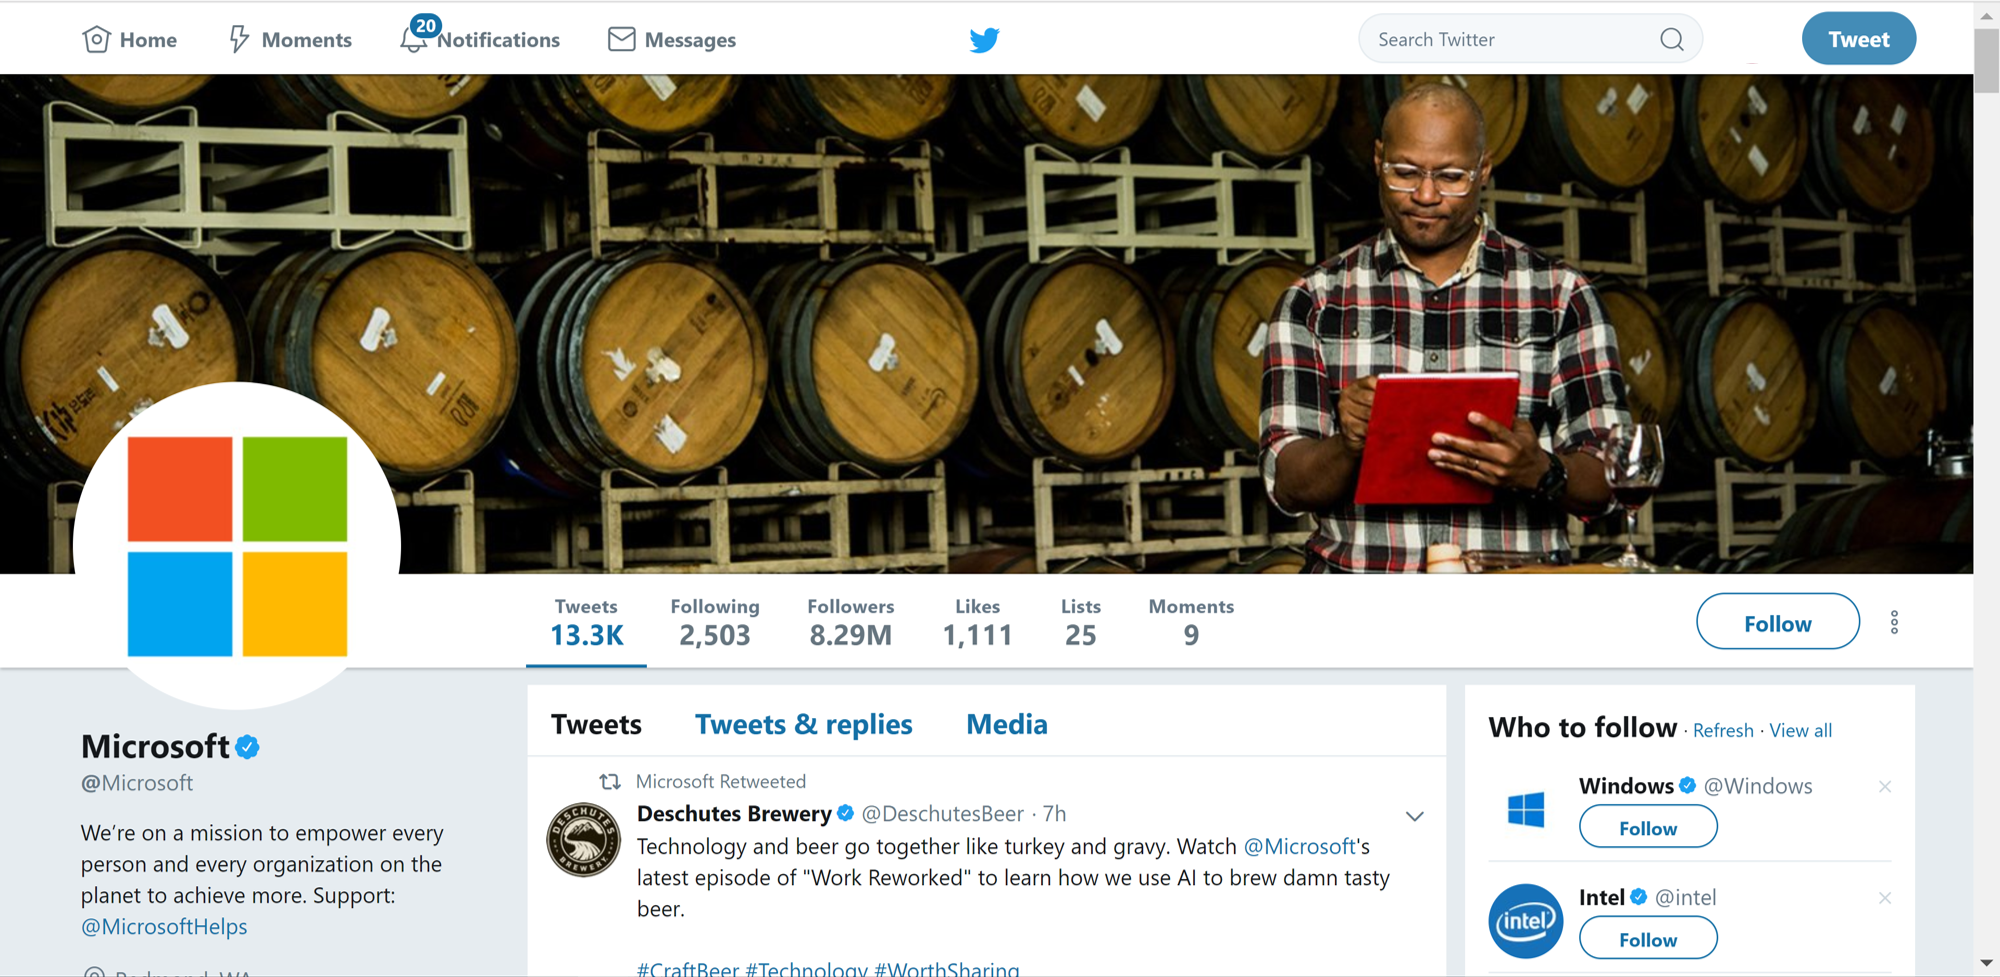 Home
Moments
20
Notifications
Messages
Search Twitter
Tweet
Tweets
13.3K
Following
2,503
Followers
8.29M
Likes
1,111
Lists
25
Moments
9
Follow
Microsoft
@Microsoft
We're on a mission to empower every
person and every organization on the
planet to achieve more. Support:
@MicrosoftHelps
Redmond, WA
Tweets Tweets & replies Media
Microsoft Retweeted
DESCHUTES
BREWERY
Deschutes Brewery @DeschutesBeer · 7h
Technology and beer go together like turkey and gravy. Watch @Microsoft's
latest episode of "Work Reworked" to learn how we use AI to brew damn tasty
beer.
#CraftBeer #Technology #WorthSharing
Who to follow · Refresh · View all
Windows @Windows
Follow
intel
Intel @intel
Follow